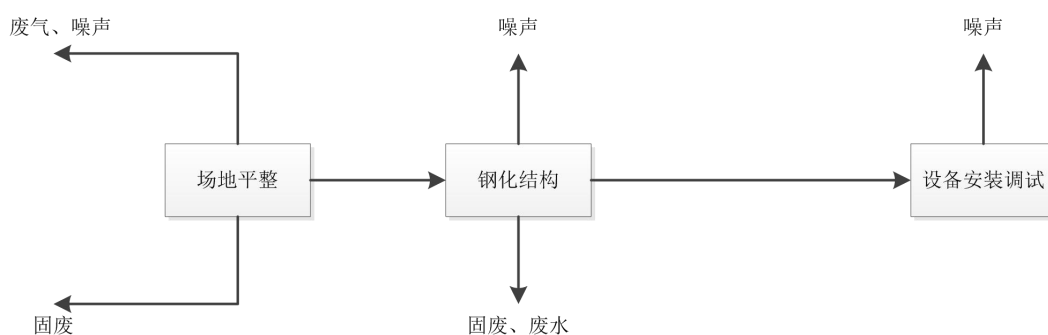 废气、噪声
噪声
噪声
场地平整
钢化结构
设备安装调试
固废
固废、废水